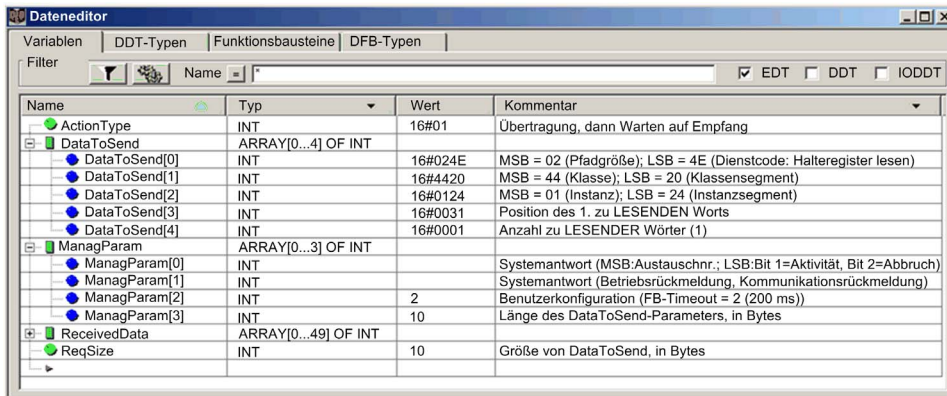 Dateneditor
Variablen DDT-Typen Funktionsbausteine DFB-Typen
Filter
Name = * EDT DDT IODDT
Name Typ Wert Kommentar
ActionType INT 16#01 Übertragung, dann Warten auf Empfang
DataToSend ARRAY[0...4] OF INT
DataToSend[0] INT 16#024E MSB = 02 (Pfadgröße); LSB = 4E (Dienstcode: Halteregister lesen)
DataToSend[1] INT 16#4420 MSB = 44 (Klasse); LSB = 20 (Klassensegment)
DataToSend[2] INT 16#0124 MSB = 01 (Instanz); LSB = 24 (Instanzsegment)
DataToSend[3] INT 16#0031 Position des 1. zu LESENDEN Worts
DataToSend[4] INT 16#0001 Anzahl zu LESENDER Wörter (1)
ManagParam ARRAY[0...3] OF INT
ManagParam[0] INT Systemantwort (MSB:Austauschnr.; LSB:Bit 1=Aktivität, Bit 2=Abbruch)
ManagParam[1] INT Systemantwort (Betriebsrückmeldung, Kommunikationsrückmeldung)
ManagParam[2] INT 2 Benutzerkonfiguration (FB-Timeout = 2 (200 ms))
ManagParam[3] INT 10 Länge des DataToSend-Parameters, in Bytes
ReceivedData ARRAY[0...49] OF INT
ReqSize INT 10 Größe von DataToSend, in Bytes